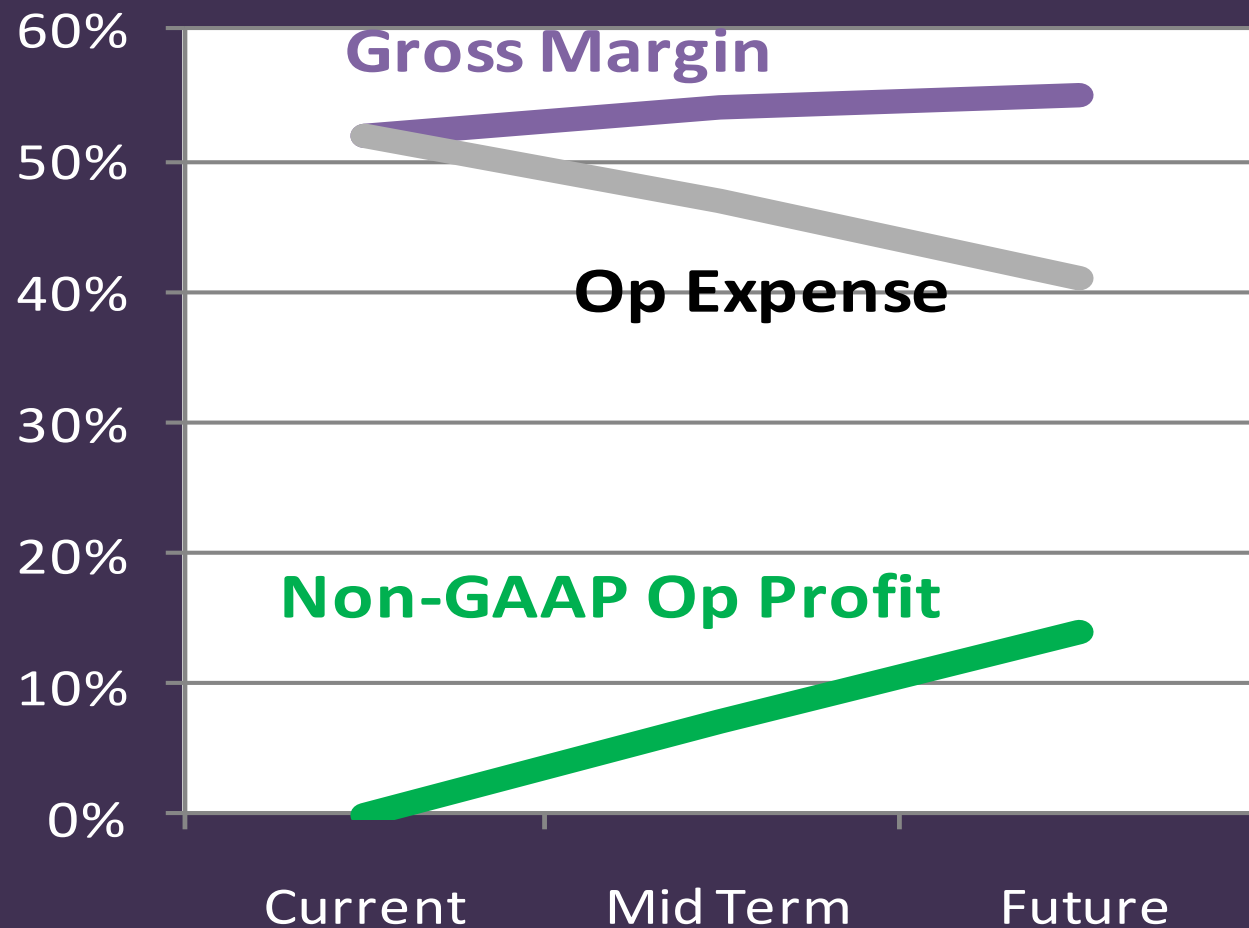 60%
Gross Margin
50%
40%
Op Expense
30%
20%
Non-GAAP Op Profit
10%
0%
Current Mid Term Future